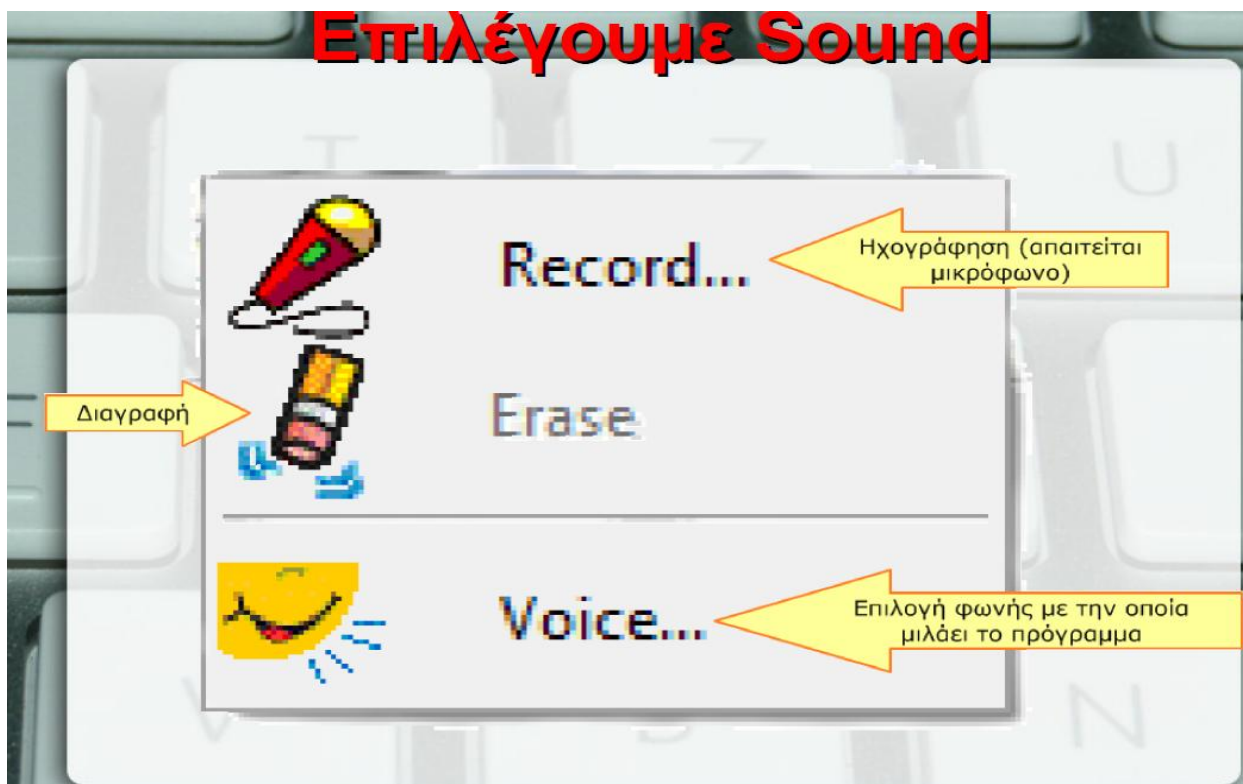 Επιλέγουμε Sound
T Z U
Record...
Ηχογράφηση (απαιτείται
μικρόφωνο)
Διαγραφή
Erase
Voice...
Επιλογή φωνής με την οποία
μιλάει το πρόγραμμα
V B N